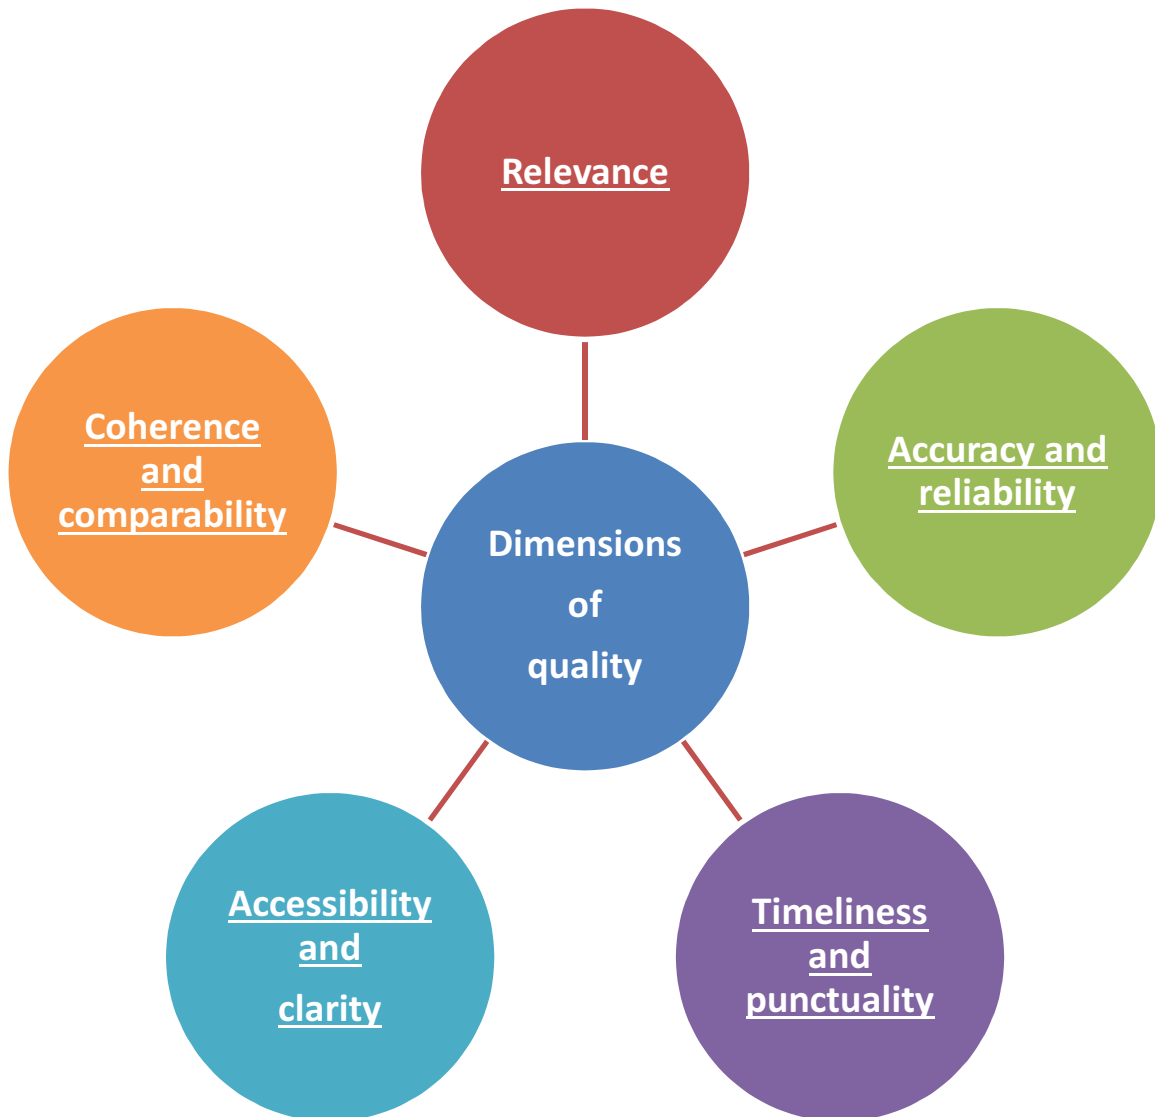 Relevance
Coherence
and
comparability
Accuracy and
reliability
Dimensions
of
quality
Accessibility
and
clarity
Timeliness
and
punctuality